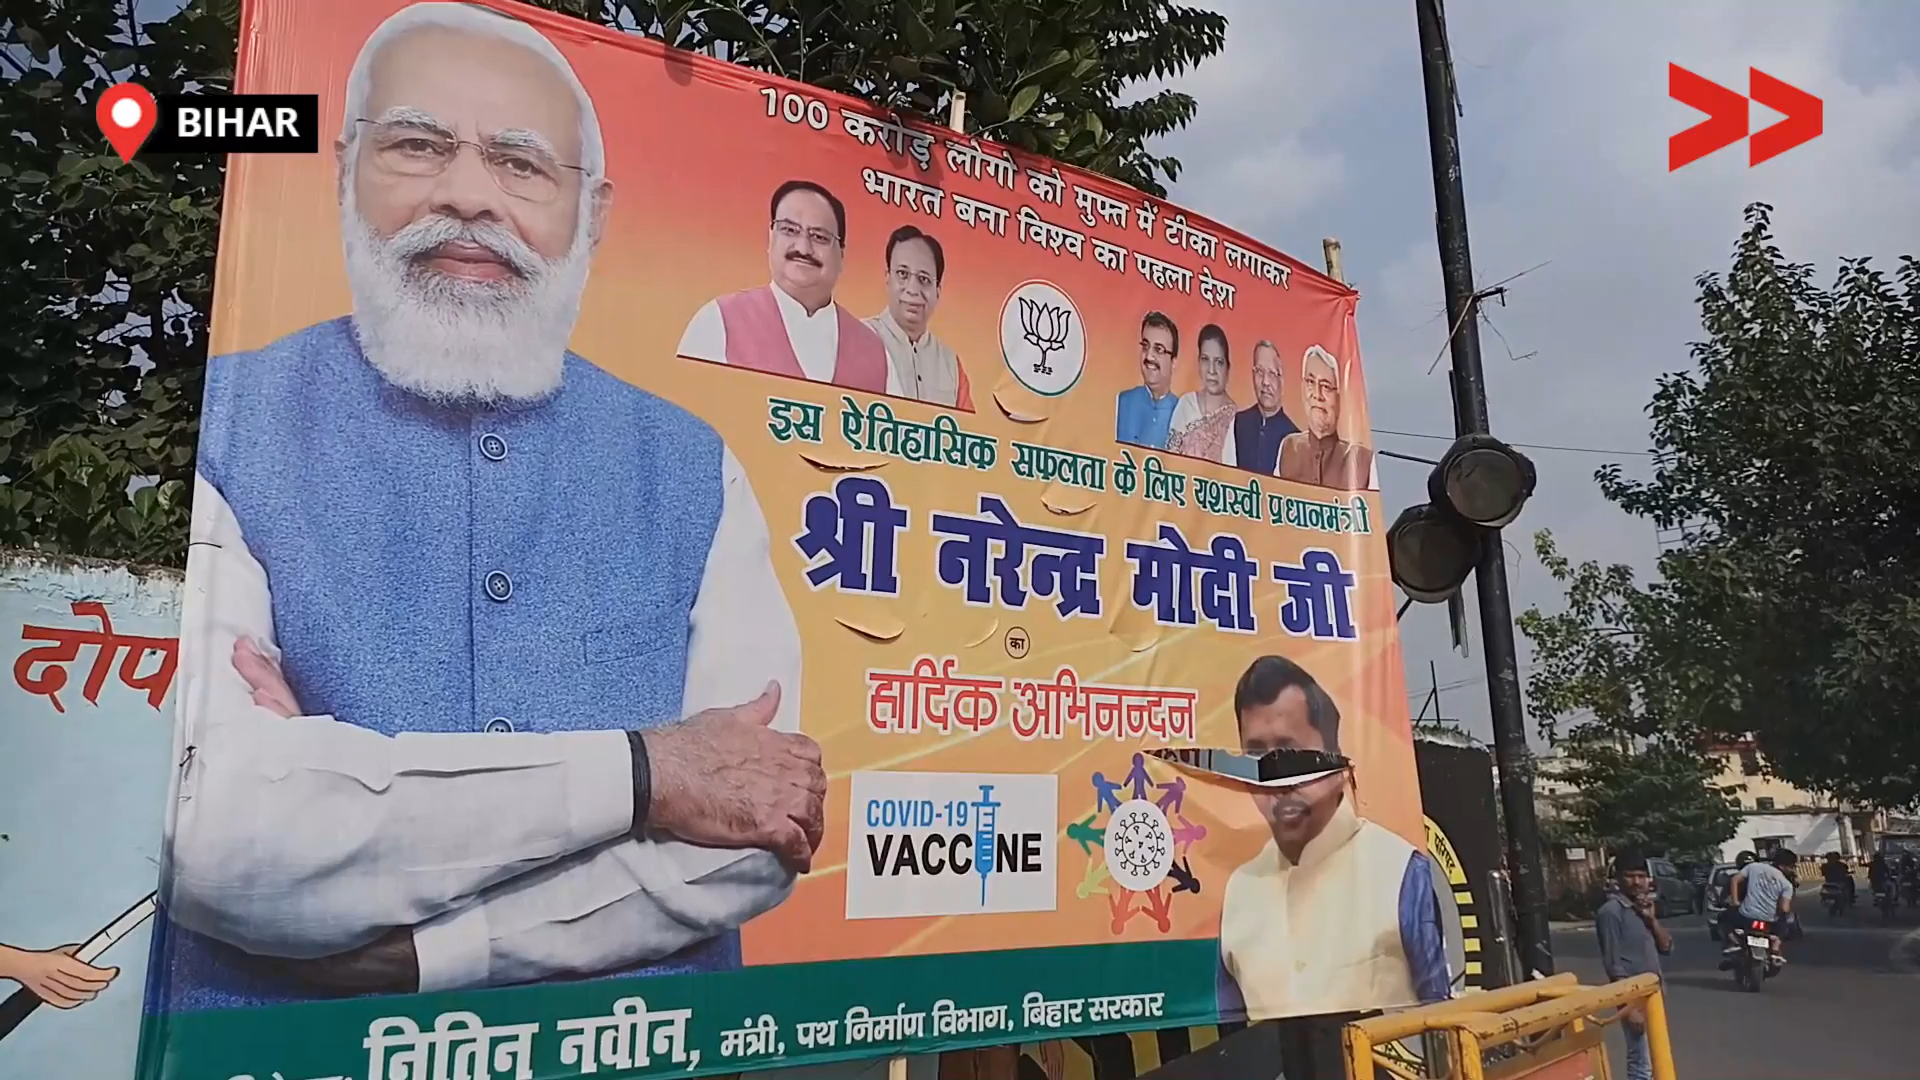 BIHAR
100 करोड़ लोगो को मुफ्त में टीका लगाकर
भारत बना विश्व का पहला देश
इस ऐतिहासिक सफलता के लिए यशस्वी प्रधानमंत्री
श्री नरेन्द्र मोदी जी
का
हार्दिक अभिनन्दन
COVID-19
VACCINE
नितिन नवीन, मंत्री, पथ निर्माण विभाग, बिहार सरकार
दोप